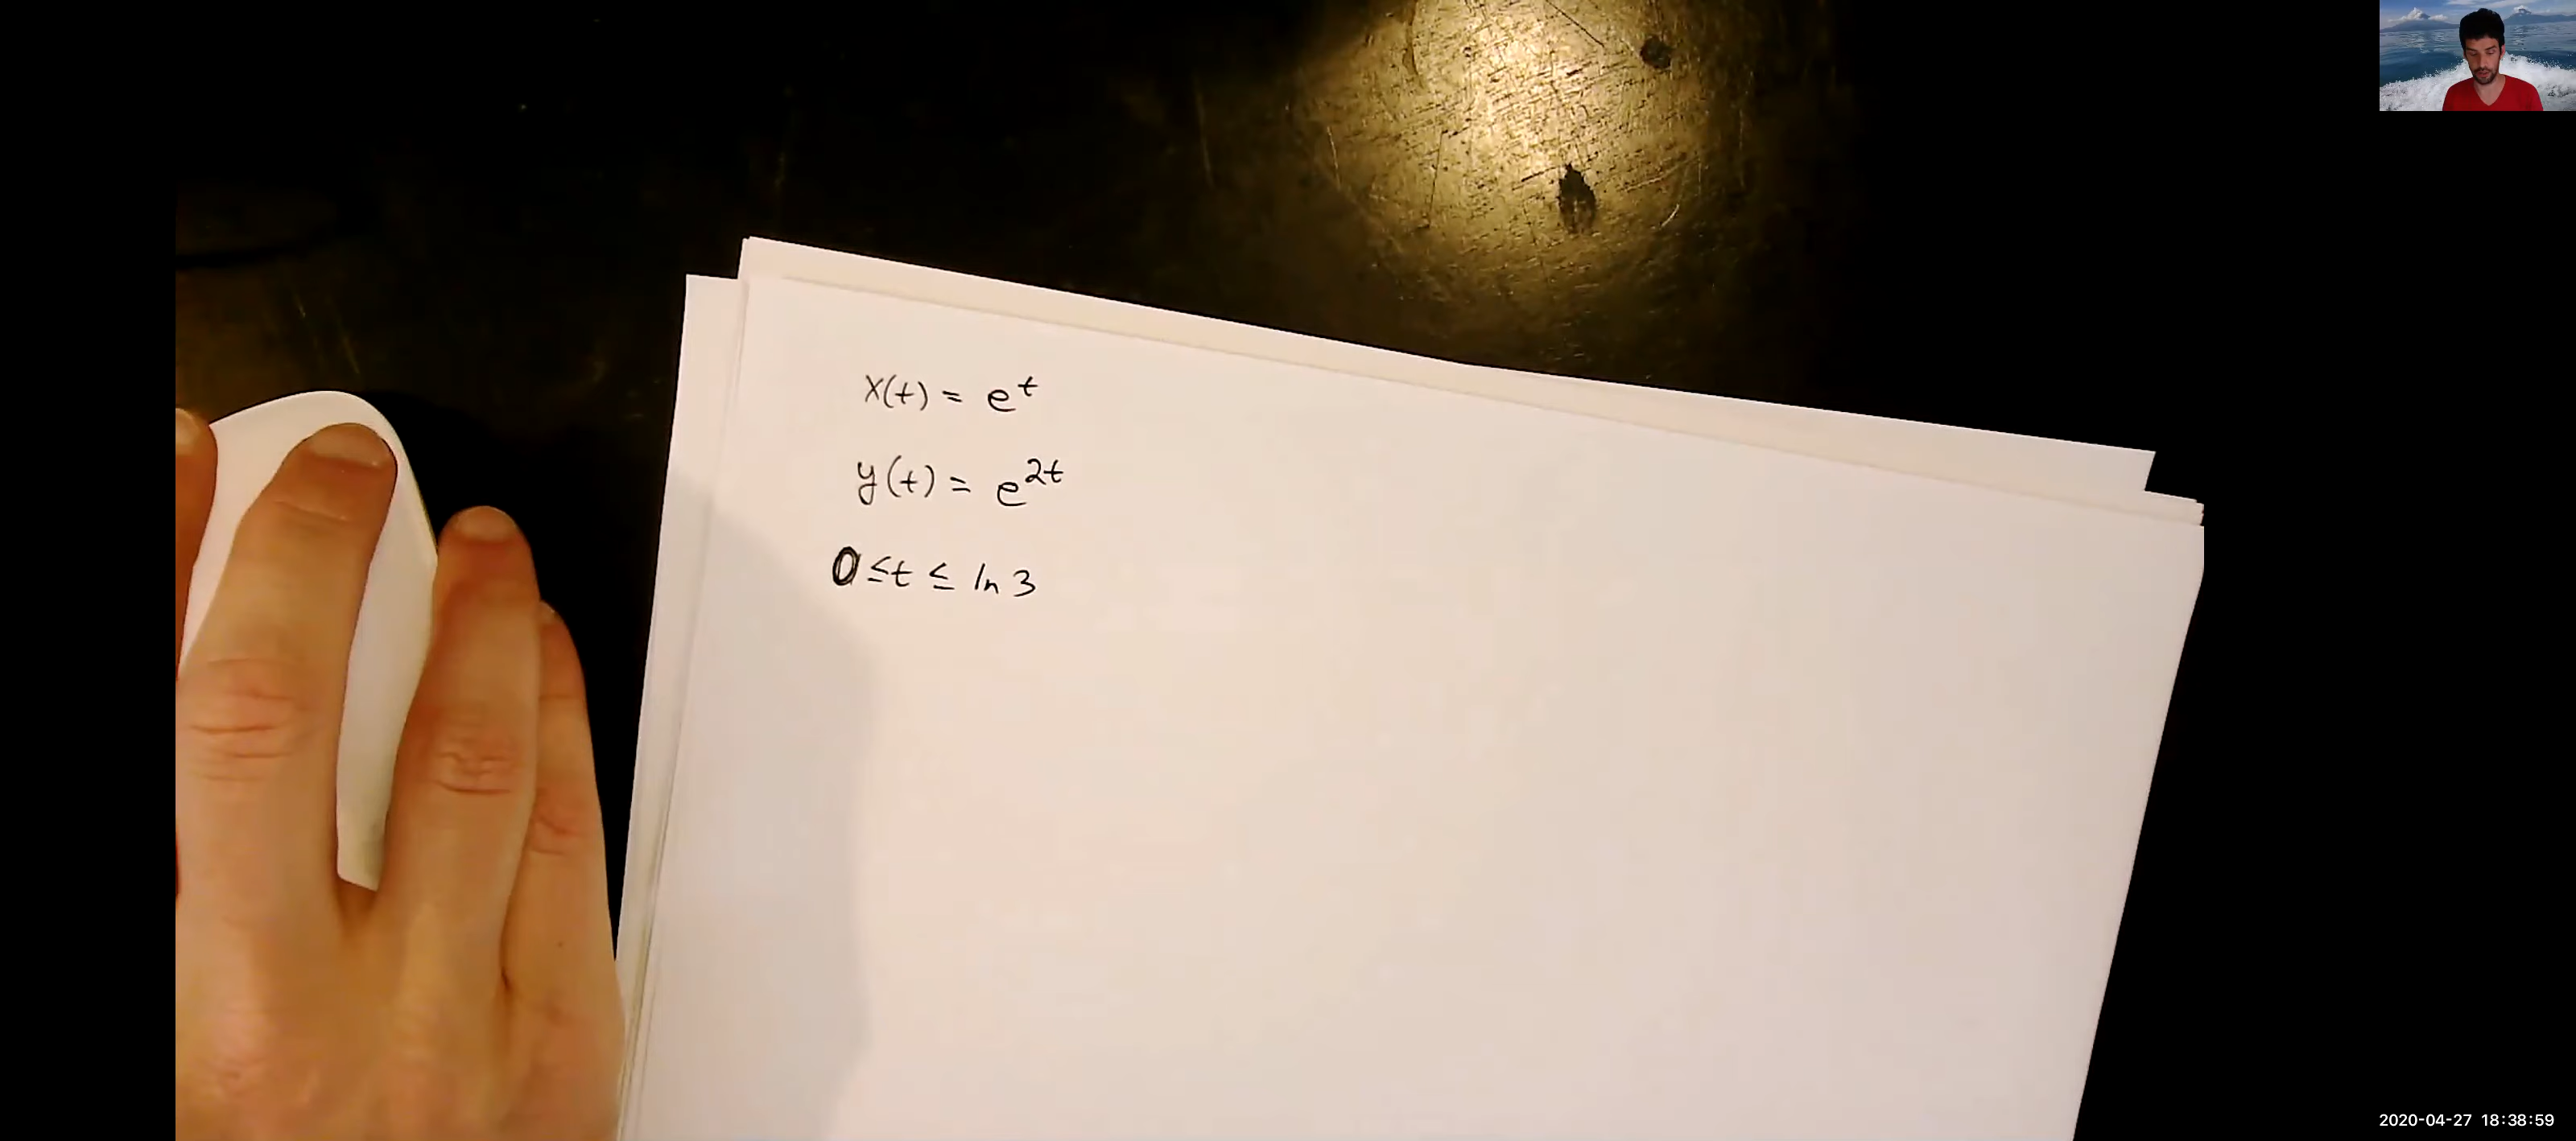 x(t) = e^t
y(t) = e^{2t}
0 ≤ t ≤ ln 3
2020-04-27 18:38:59